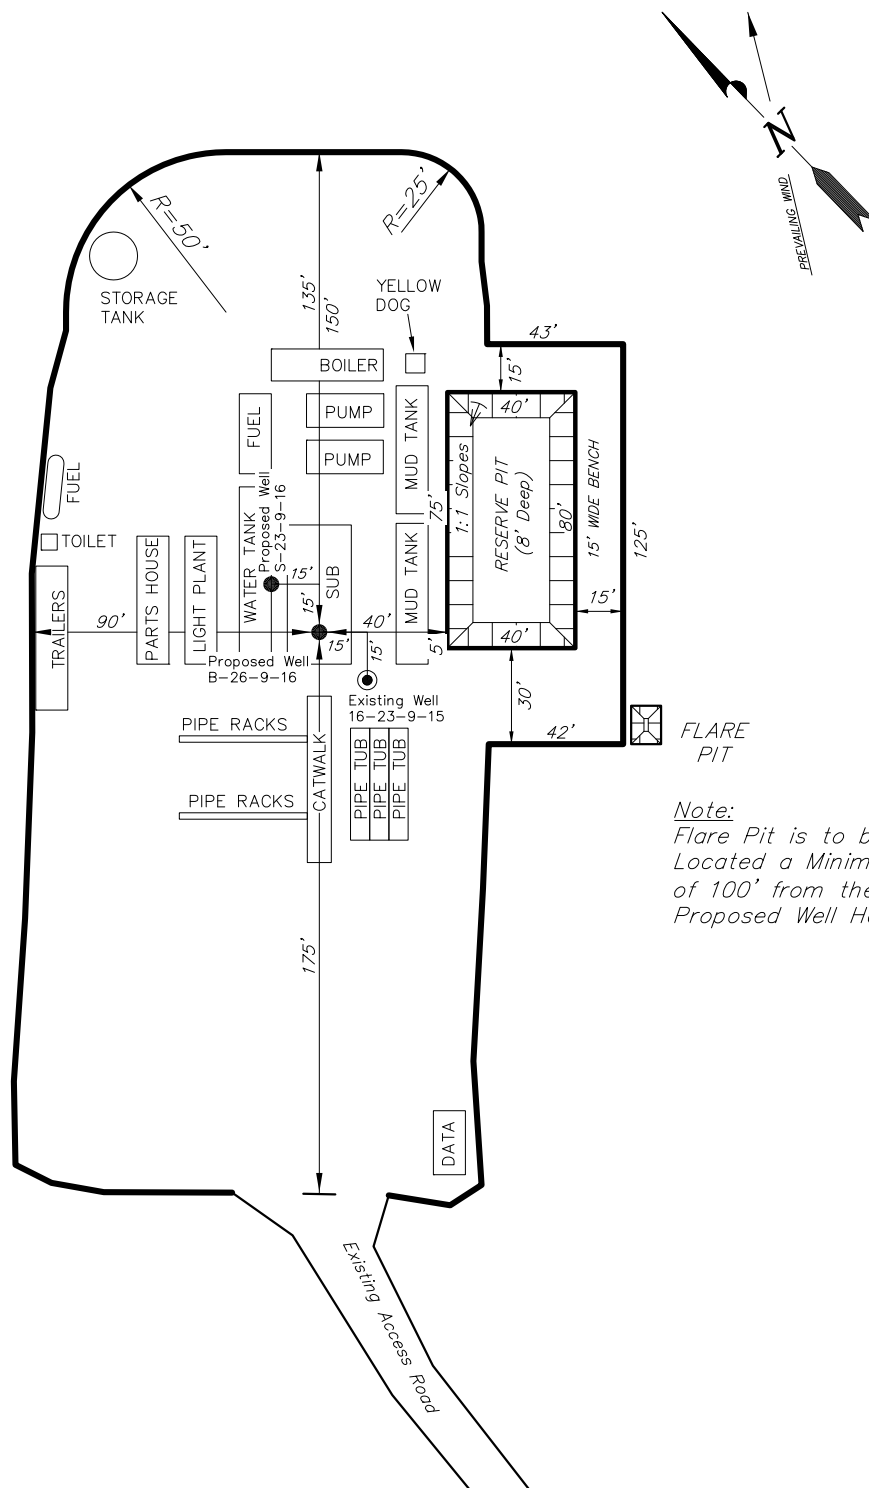 N
PREVAILING WIND
R=50'
R=25'
STORAGE
TANK
135'
150'
YELLOW
DOG
43'
15'
BOILER
PUMP
PUMP
FUEL
MUD TANK
40'
1:1 Slopes
RESERVE PIT
(8' Deep)
80'
15' WIDE BENCH
125'
75'
FUEL
TOILET
Proposed Well
S-23-9-16
WATER TANK
SUB
MUD TANK
15'
15'
15'
TRAILERS
90'
PARTS HOUSE
LIGHT PLANT
40'
15'
15'
5'
40'
Proposed Well
B-26-9-16
Existing Well
16-23-9-15
30'
42'
PIPE RACKS
PIPE RACKS
CATWALK
PIPE TUB
PIPE TUB
PIPE TUB
FLARE
PIT
Note:
Flare Pit is to b
Located a Minim
of 100' from the
Proposed Well H
175'
DATA
Existing Access Road